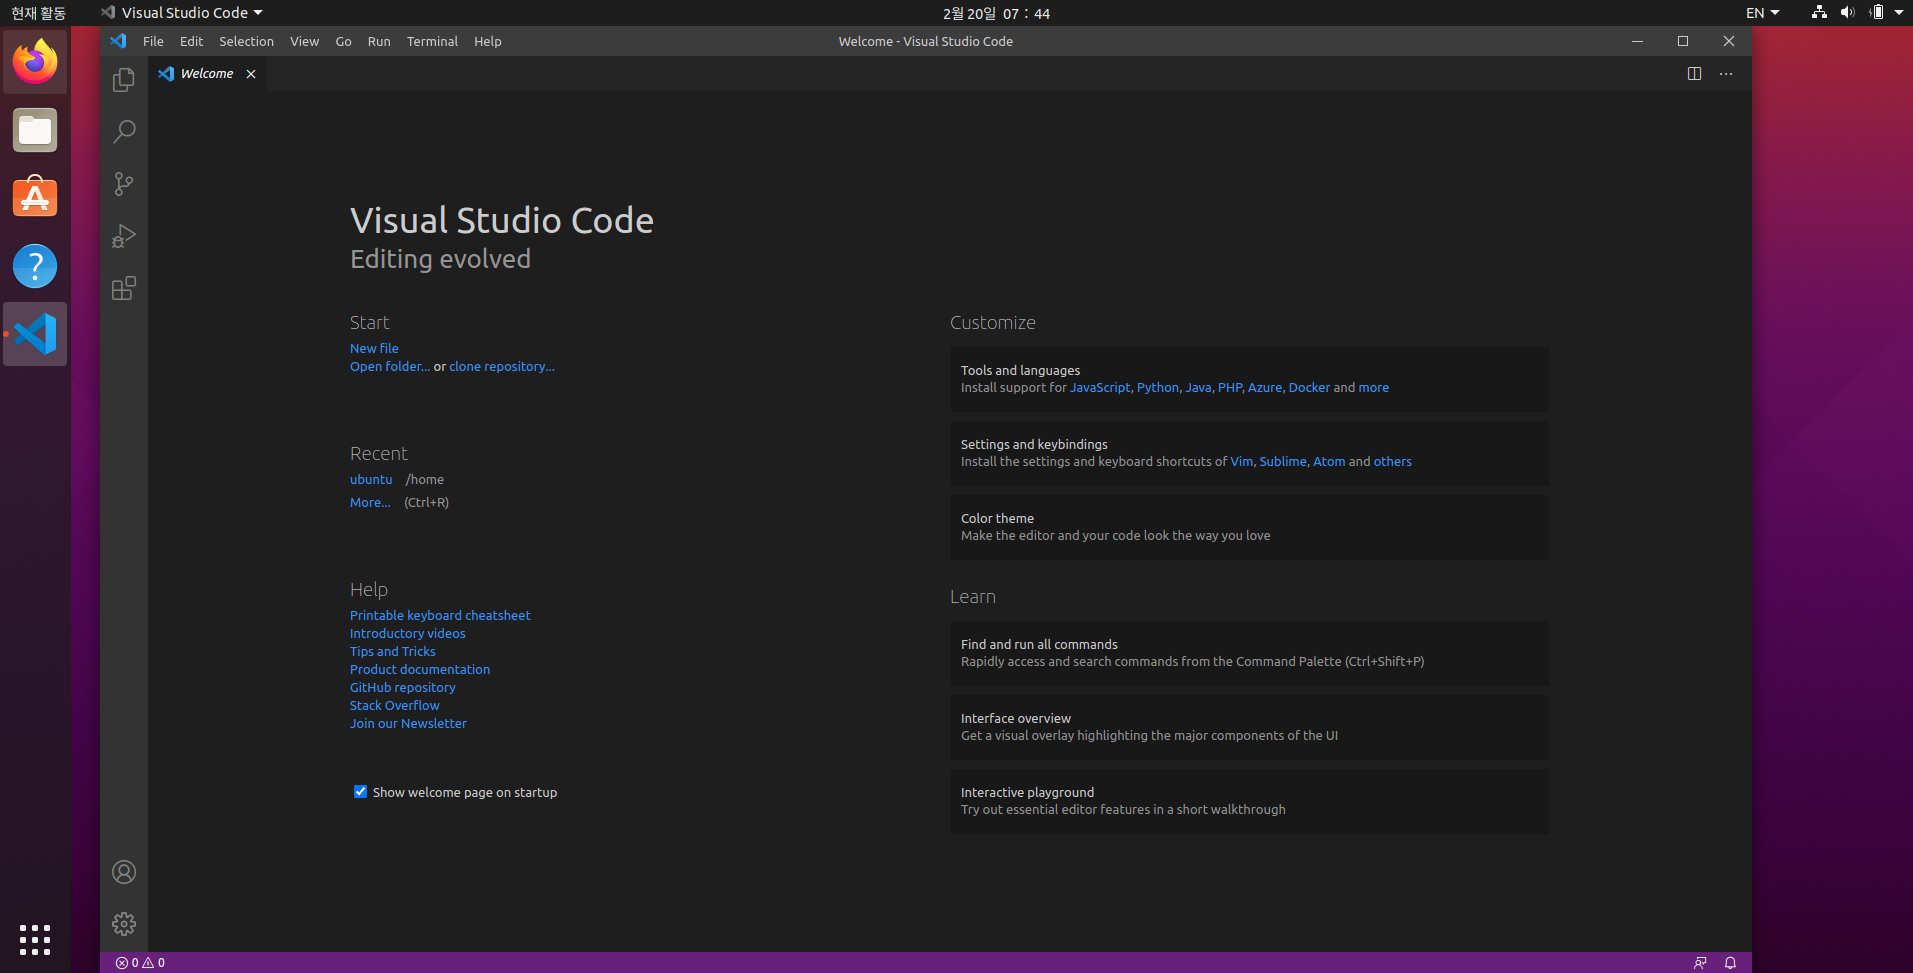 현재 활동
Visual Studio Code
2월 20일 07 : 44
EN
File Edit Selection View Go Run Terminal Help
Welcome - Visual Studio Code
Welcome
Visual Studio Code
Editing evolved
Start
New file
Open folder... or clone repository...
Recent
ubuntu /home
More... (Ctrl+R)
Help
Printable keyboard cheatsheet
Introductory videos
Tips and Tricks
Product documentation
GitHub repository
Stack Overflow
Join our Newsletter
Show welcome page on startup
Customize
Tools and languages
Install support for JavaScript, Python, Java, PHP, Azure, Docker and more
Settings and keybindings
Install the settings and keyboard shortcuts of Vim, Sublime, Atom and others
Color theme
Make the editor and your code look the way you love
Learn
Find and run all commands
Rapidly access and search commands from the Command Palette (Ctrl+Shift+P)
Interface overview
Get a visual overlay highlighting the major components of the UI
Interactive playground
Try out essential editor features in a short walkthrough
0 0